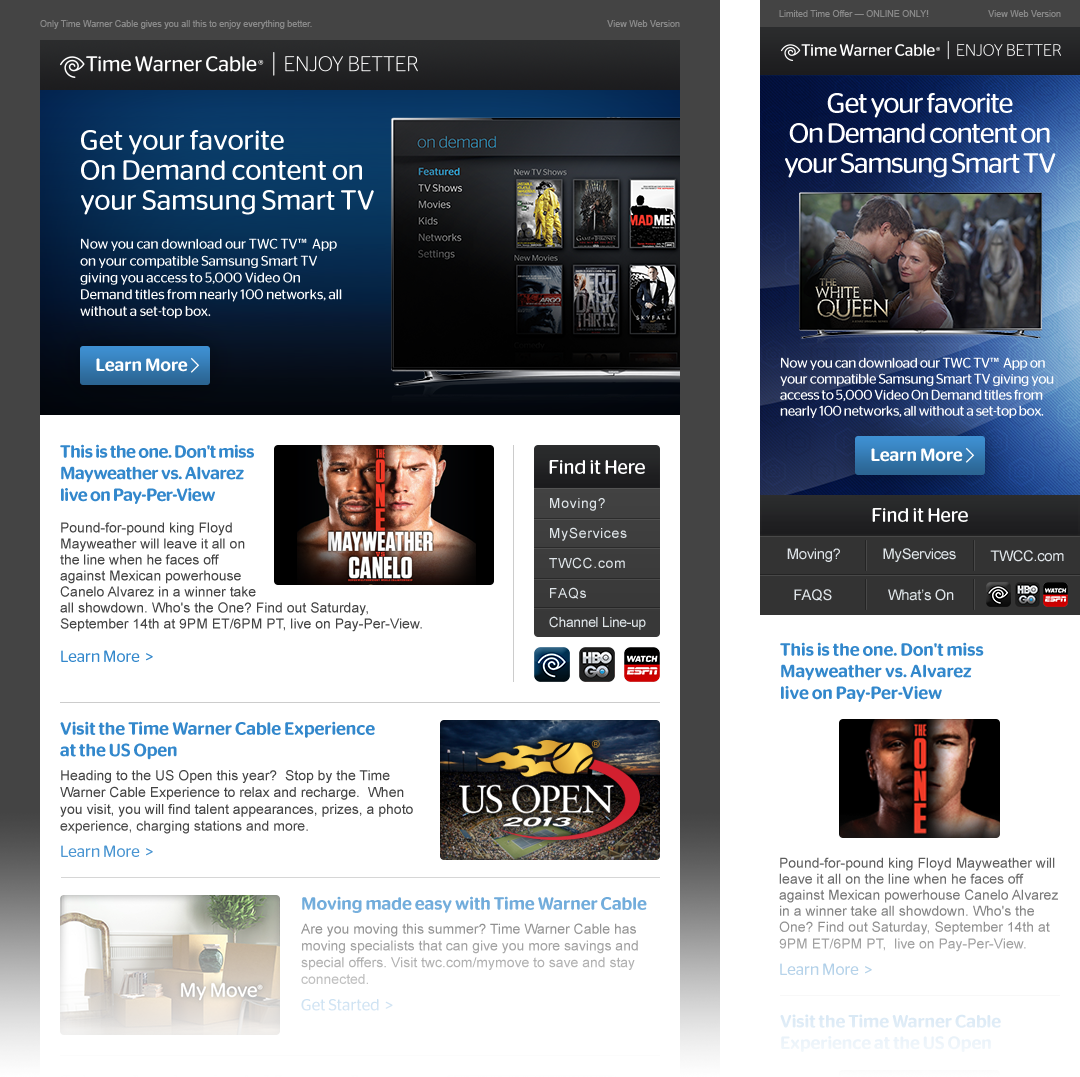 Only Time Warner Cable gives you all this to enjoy everything better.
View Web Version
Time Warner Cable® | ENJOY BETTER
Get your favorite
On Demand content on
your Samsung Smart TV
Now you can download our TWC TV™ App
on your compatible Samsung Smart TV
giving you access to 5,000 Video On
Demand titles from nearly 100 networks, all
without a set-top box.
Learn More
on demand
Featured
TV Shows
Movies
Kids
Networks
Settings
New TV Shows
GAME OF THRONES
MAD MEN
New Movies
ARGO
ZERO
DARK
THIRTY
SKYFALL
This is the one. Don't miss
Mayweather vs. Alvarez
live on Pay-Per-View
Pound-for-pound king Floyd
Mayweather will leave it all on
the line when he faces off
against Mexican powerhouse
Canelo Alvarez in a winner take
all showdown. Who's the One? Find out Saturday,
September 14th at 9PM ET/6PM PT, live on Pay-Per-View.
Learn More >
THE
ONE
MAYWEATHER
CANELO
Find it Here
Moving?
MyServices
TWCC.com
FAQs
Channel Line-up
HBO
GO
WATCH
ESPN
Visit the Time Warner Cable Experience
at the US Open
Heading to the US Open this year?  Stop by the Time
Warner Cable Experience to relax and recharge.  When
you visit, you will find talent appearances, prizes, a photo
experience, charging stations and more.
Learn More >
®
US OPEN
2013
My Move®
Moving made easy with Time Warner Cable
Are you moving this summer? Time Warner Cable has
moving specialists that can give you more savings and
special offers. Visit twc.com/mymove to save and stay
connected.
Get Started >
Limited Time Offer — ONLINE ONLY!
View Web Version
Time Warner Cable® | ENJOY BETTER
Get your favorite
On Demand content on
your Samsung Smart TV
THE
WHITE
QUEEN
Now you can download our TWC TV™ App on
your compatible Samsung Smart TV giving you
access to 5,000 Video On Demand titles from
nearly 100 networks, all without a set-top box.
Learn More
Find it Here
Moving?
MyServices
TWCC.com
FAQS
What's On
HBO
GO
WATCH
ESPN
This is the one. Don't miss
Mayweather vs. Alvarez
live on Pay-Per-View
THE
ONE
Pound-for-pound king Floyd Mayweather will
leave it all on the line when he faces off
against Mexican powerhouse Canelo Alvarez
in a winner take all showdown. Who's the
One? Find out Saturday, September 14th at
9PM ET/6PM PT,  live on Pay-Per-View.
Learn More >
Visit the Time Warner Cable
Experience at the US Open